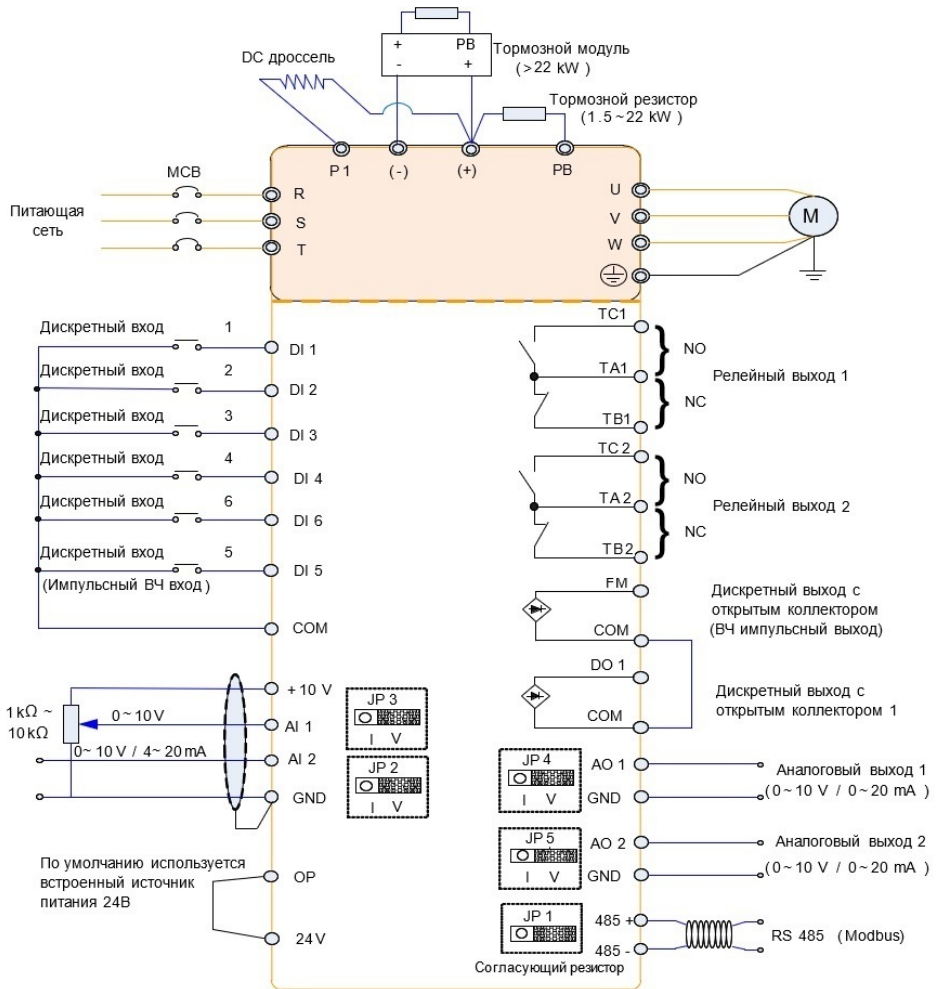 + PB
- +
Тормозной модуль
(>22 kW )
DC дроссель
Тормозной резистор
(1.5~22 kW )
P1 (-) (+) PB
MCB
Питающая
сеть
R
S
T
U
V
W
M
Дискретный вход 1
DI 1
Дискретный вход 2
DI 2
Дискретный вход 3
DI 3
Дискретный вход 4
DI 4
Дискретный вход 6
DI 6
Дискретный вход 5
(Импульсный ВЧ вход )
DI 5
COM
TC1
NO
TA1
Релейный выход 1
NC
TB1
TC 2
NO
TA2
Релейный выход 2
NC
TB2
FM
COM
Дискретный выход с
открытым коллектором
(ВЧ импульсный выход)
DO 1
COM
Дискретный выход с
открытым коллектором 1
1kΩ ~
10kΩ
+ 10 V
0~ 10V
AI 1
0~ 10 V / 4~ 20 mA
AI 2
GND
JP 3
I V
JP 2
I V
JP 4
I V
AO 1
GND
Аналоговый выход 1
(0~ 10 V / 0~20 mA )
JP 5
I V
AO 2
GND
Аналоговый выход 2
(0~ 10 V / 0~20 mA )
По умолчанию используется
встроенный источник
питания 24В
OP
24 V
JP 1
485 +
485 -
RS 485 (Modbus)
Согласующий резистор